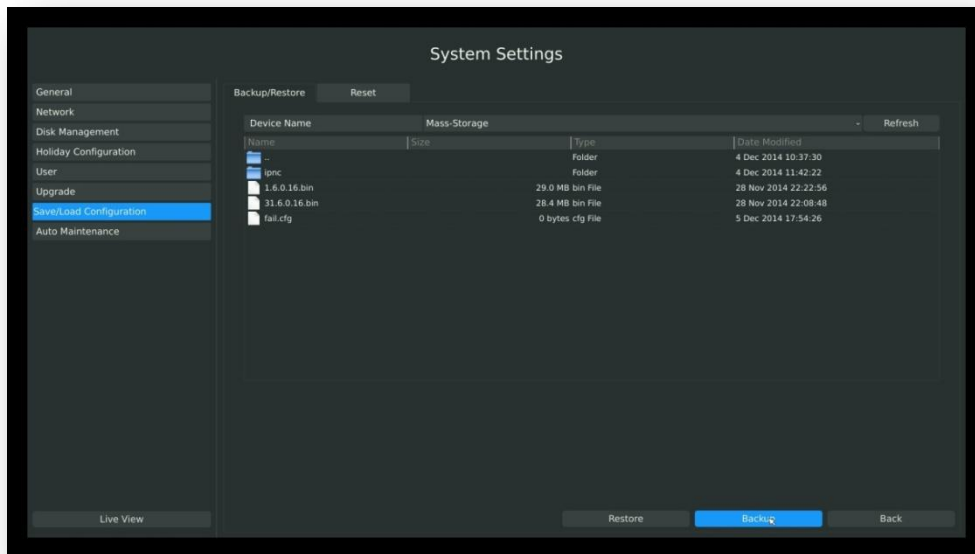 System Settings
General
Network
Disk Management
Holiday Configuration
User
Upgrade
Save/Load Configuration
Auto Maintenance
Live View
Backup/Restore Reset
Device Name Mass-Storage Refresh
Name Size Type Date Modified
.. Folder 4 Dec 2014 10:37:30
ipnc Folder 4 Dec 2014 11:42:22
1.6.0.16.bin 29.0 MB bin File 28 Nov 2014 22:22:56
31.6.0.16.bin 28.4 MB bin File 28 Nov 2014 22:08:48
fail.cfg 0 bytes cfg File 5 Dec 2014 17:54:26
Restore Backup Back